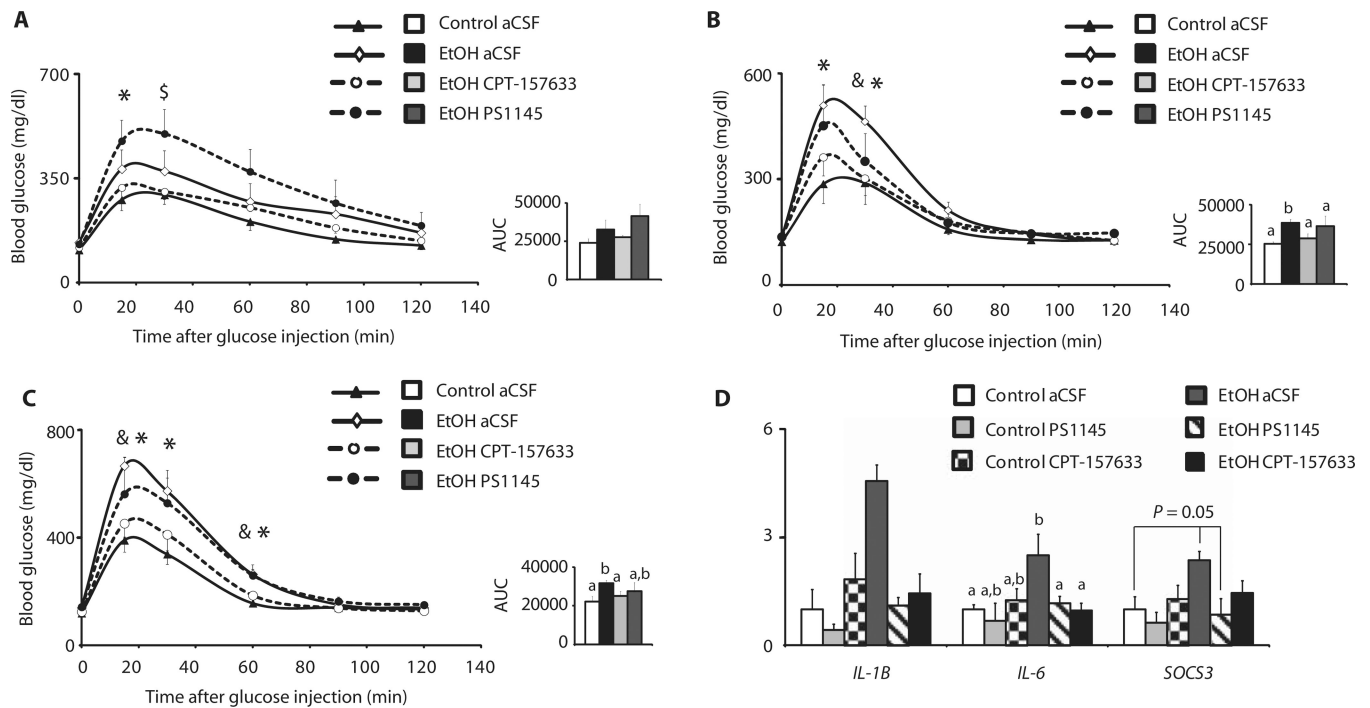 A
Control aCSF
EtOH aCSF
EtOH CPT-157633
EtOH PS1145
700
350
0
Blood glucose (mg/dl)
* $
0 20 40 60 80 100 120 140
Time after glucose injection (min)
50000
25000
0
AUC
B
Control aCSF
EtOH aCSF
EtOH CPT-157633
EtOH PS1145
600
300
0
Blood glucose (mg/dl)
* & *
0 20 40 60 80 100 120 140
Time after glucose injection (min)
50000
25000
0
AUC
a b a a
C
Control aCSF
EtOH aCSF
EtOH CPT-157633
EtOH PS1145
800
400
0
Blood glucose (mg/dl)
& * *
& *
0 20 40 60 80 100 120 140
Time after glucose injection (min)
40000
20000
0
AUC
a b a a,b
D
Control aCSF EtOH aCSF
Control PS1145 EtOH PS1145
Control CPT-157633 EtOH CPT-157633
6
3
0
P = 0.05
a a,b a,b b a a
IL-1B IL-6 SOCS3